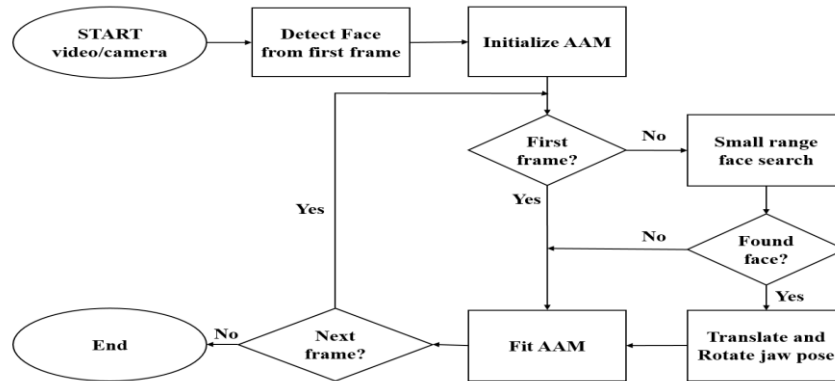 START
video/camera
Detect Face
from first frame
Initialize AAM
First
frame?
No
Small range
face search
Yes
Yes
No
Found
face?
Yes
End
No
Next
frame?
Fit AAM
Translate and
Rotate jaw pose